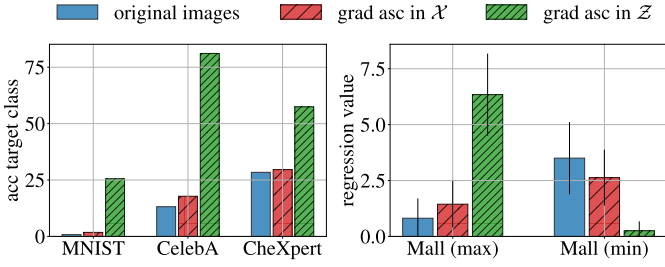 original images grad asc in 𝒳 grad asc in 𝒵
acc target class
75
50
25
0
MNIST CelebA CheXpert
regression value
7.5
5.0
2.5
0.0
Mall (max) Mall (min)